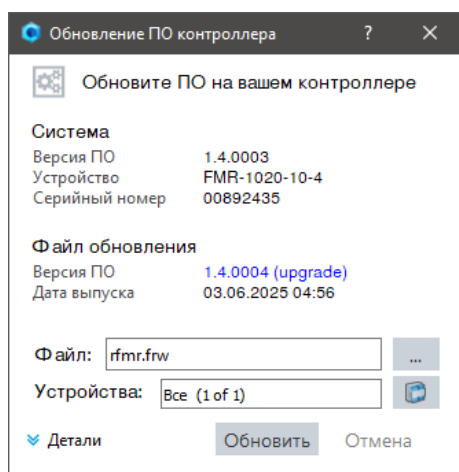 Обновление ПО контроллера ? ×
Обновите ПО на вашем контроллере
Система
Версия ПО 1.4.0003
Устройство FMR-1020-10-4
Серийный номер 00892435
Файл обновления
Версия ПО 1.4.0004 (upgrade)
Дата выпуска 03.06.2025 04:56
Файл: rfmr.frw ...
Устройства: Все (1 of 1)
Детали Обновить Отмена